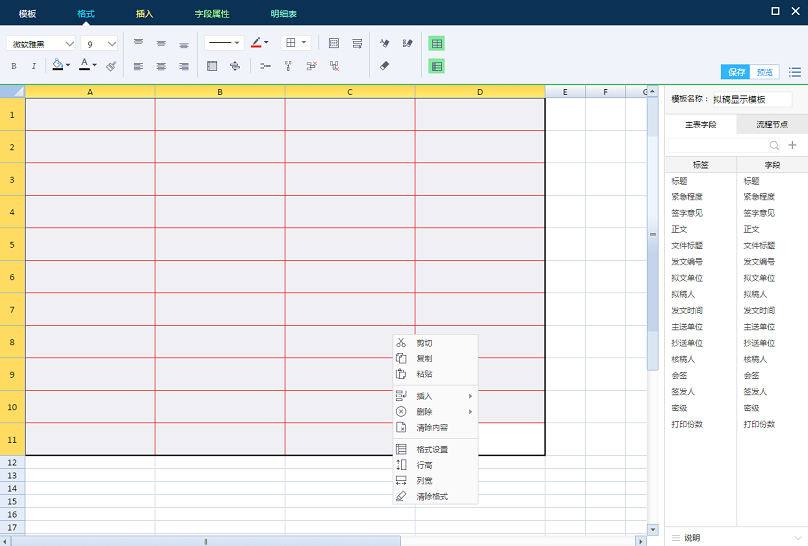 模板 格式 插入 字段属性 明细表
微软雅黑 9
B I A 保存 预览
A B C D E F G
模板名称： 拟稿显示模板
主表字段 流程节点
标签 字段
标题 标题
紧急程度 紧急程度
签字意见 签字意见
正文 正文
文件标题 文件标题
发文编号 发文编号
拟文单位 拟文单位
拟稿人 拟稿人
发文时间 发文时间
主送单位 主送单位
抄送单位 抄送单位
核稿人 核稿人
会签 会签
签发人 签发人
密级 密级
打印份数 打印份数
1
2
3
4
5
6
7
8
9
10
11
12
13
14
15
16
17
剪切
复制
粘贴
插入
删除
清除内容
格式设置
行高
列宽
清除格式
说明